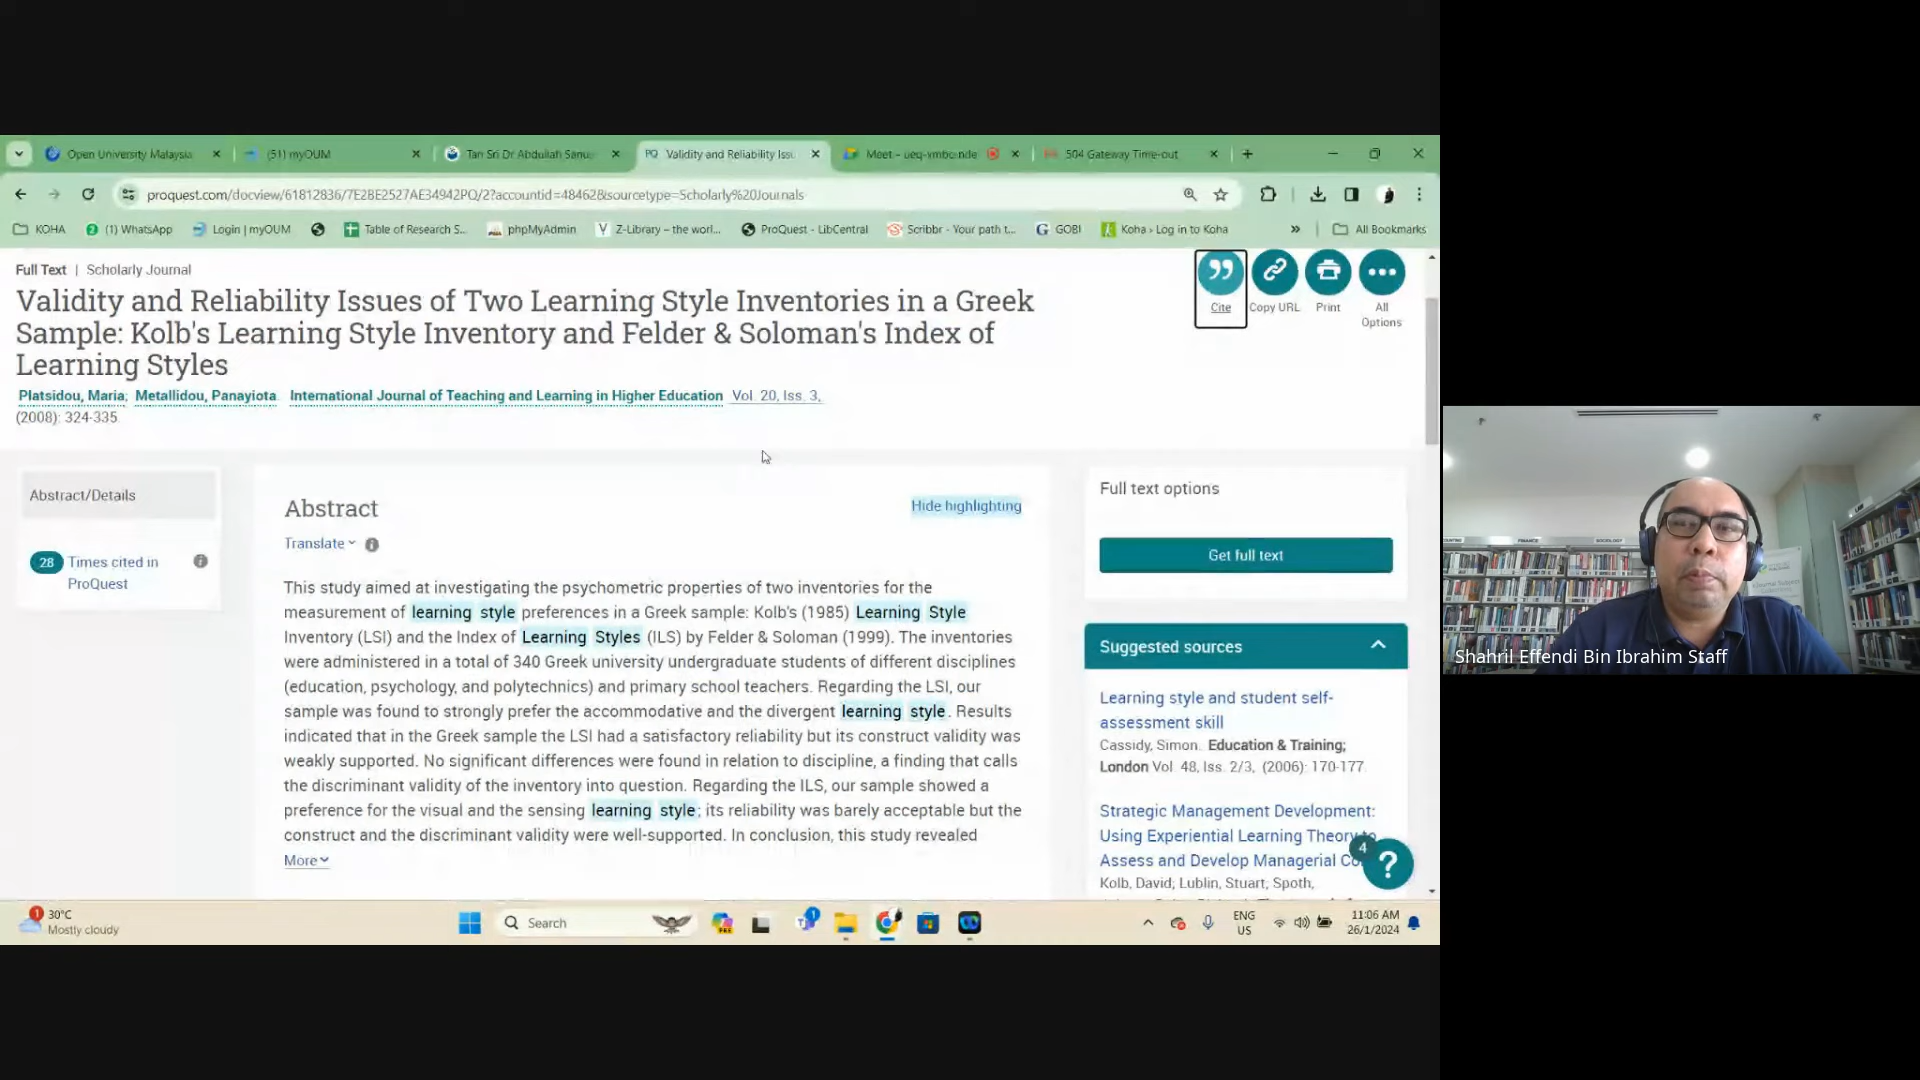 Open University Malaysia
(51) myOUM
Tan Sri Dr Abdullah Sanus
PQ Validity and Reliability Issu
Meet - ueq-vmbc-nde
504 Gateway Time-out
proquest.com/docview/61812836/7E28E2527AE34942PQ/2?accountid=48462&sourcetype=Scholarly%20Journals
KOHA
(1) WhatsApp
Login | myOUM
Table of Research S...
phpMyAdmin
Z-Library – the worl...
ProQuest - LibCentral
Scribbr - Your path t...
G GOBI
Koha › Log in to Koha
»
All Bookmarks
Full Text | Scholarly Journal
Validity and Reliability Issues of Two Learning Style Inventories in a Greek
Sample: Kolb's Learning Style Inventory and Felder & Soloman's Index of
Learning Styles
Platsidou, Maria; Metallidou, Panayiota. International Journal of Teaching and Learning in Higher Education Vol. 20, Iss. 3,
(2008): 324-335.
Cite
Copy URL
Print
All
Options
Abstract/Details
28 Times cited in
ProQuest
Abstract
Hide highlighting
Translate
This study aimed at investigating the psychometric properties of two inventories for the
measurement of learning style preferences in a Greek sample: Kolb's (1985) Learning Style
Inventory (LSI) and the Index of Learning Styles (ILS) by Felder & Soloman (1999). The inventories
were administered in a total of 340 Greek university undergraduate students of different disciplines
(education, psychology, and polytechnics) and primary school teachers. Regarding the LSI, our
sample was found to strongly prefer the accommodative and the divergent learning style. Results
indicated that in the Greek sample the LSI had a satisfactory reliability but its construct validity was
weakly supported. No significant differences were found in relation to discipline, a finding that calls
the discriminant validity of the inventory into question. Regarding the ILS, our sample showed a
preference for the visual and the sensing learning style; its reliability was barely acceptable but the
construct and the discriminant validity were well-supported. In conclusion, this study revealed
More
Full text options
Get full text
Suggested sources
Learning style and student self-
assessment skill
Cassidy, Simon. Education & Training;
London Vol. 48, Iss. 2/3, (2006): 170-177.
Strategic Management Development:
Using Experiential Learning Theory to
Assess and Develop Managerial Co
Kolb, David; Lublin, Stuart; Spoth,
4
?
1
30°C
Mostly cloudy
Search
ENG
US
11:06 AM
26/1/2024
Shahril Effendi Bin Ibrahim Staff